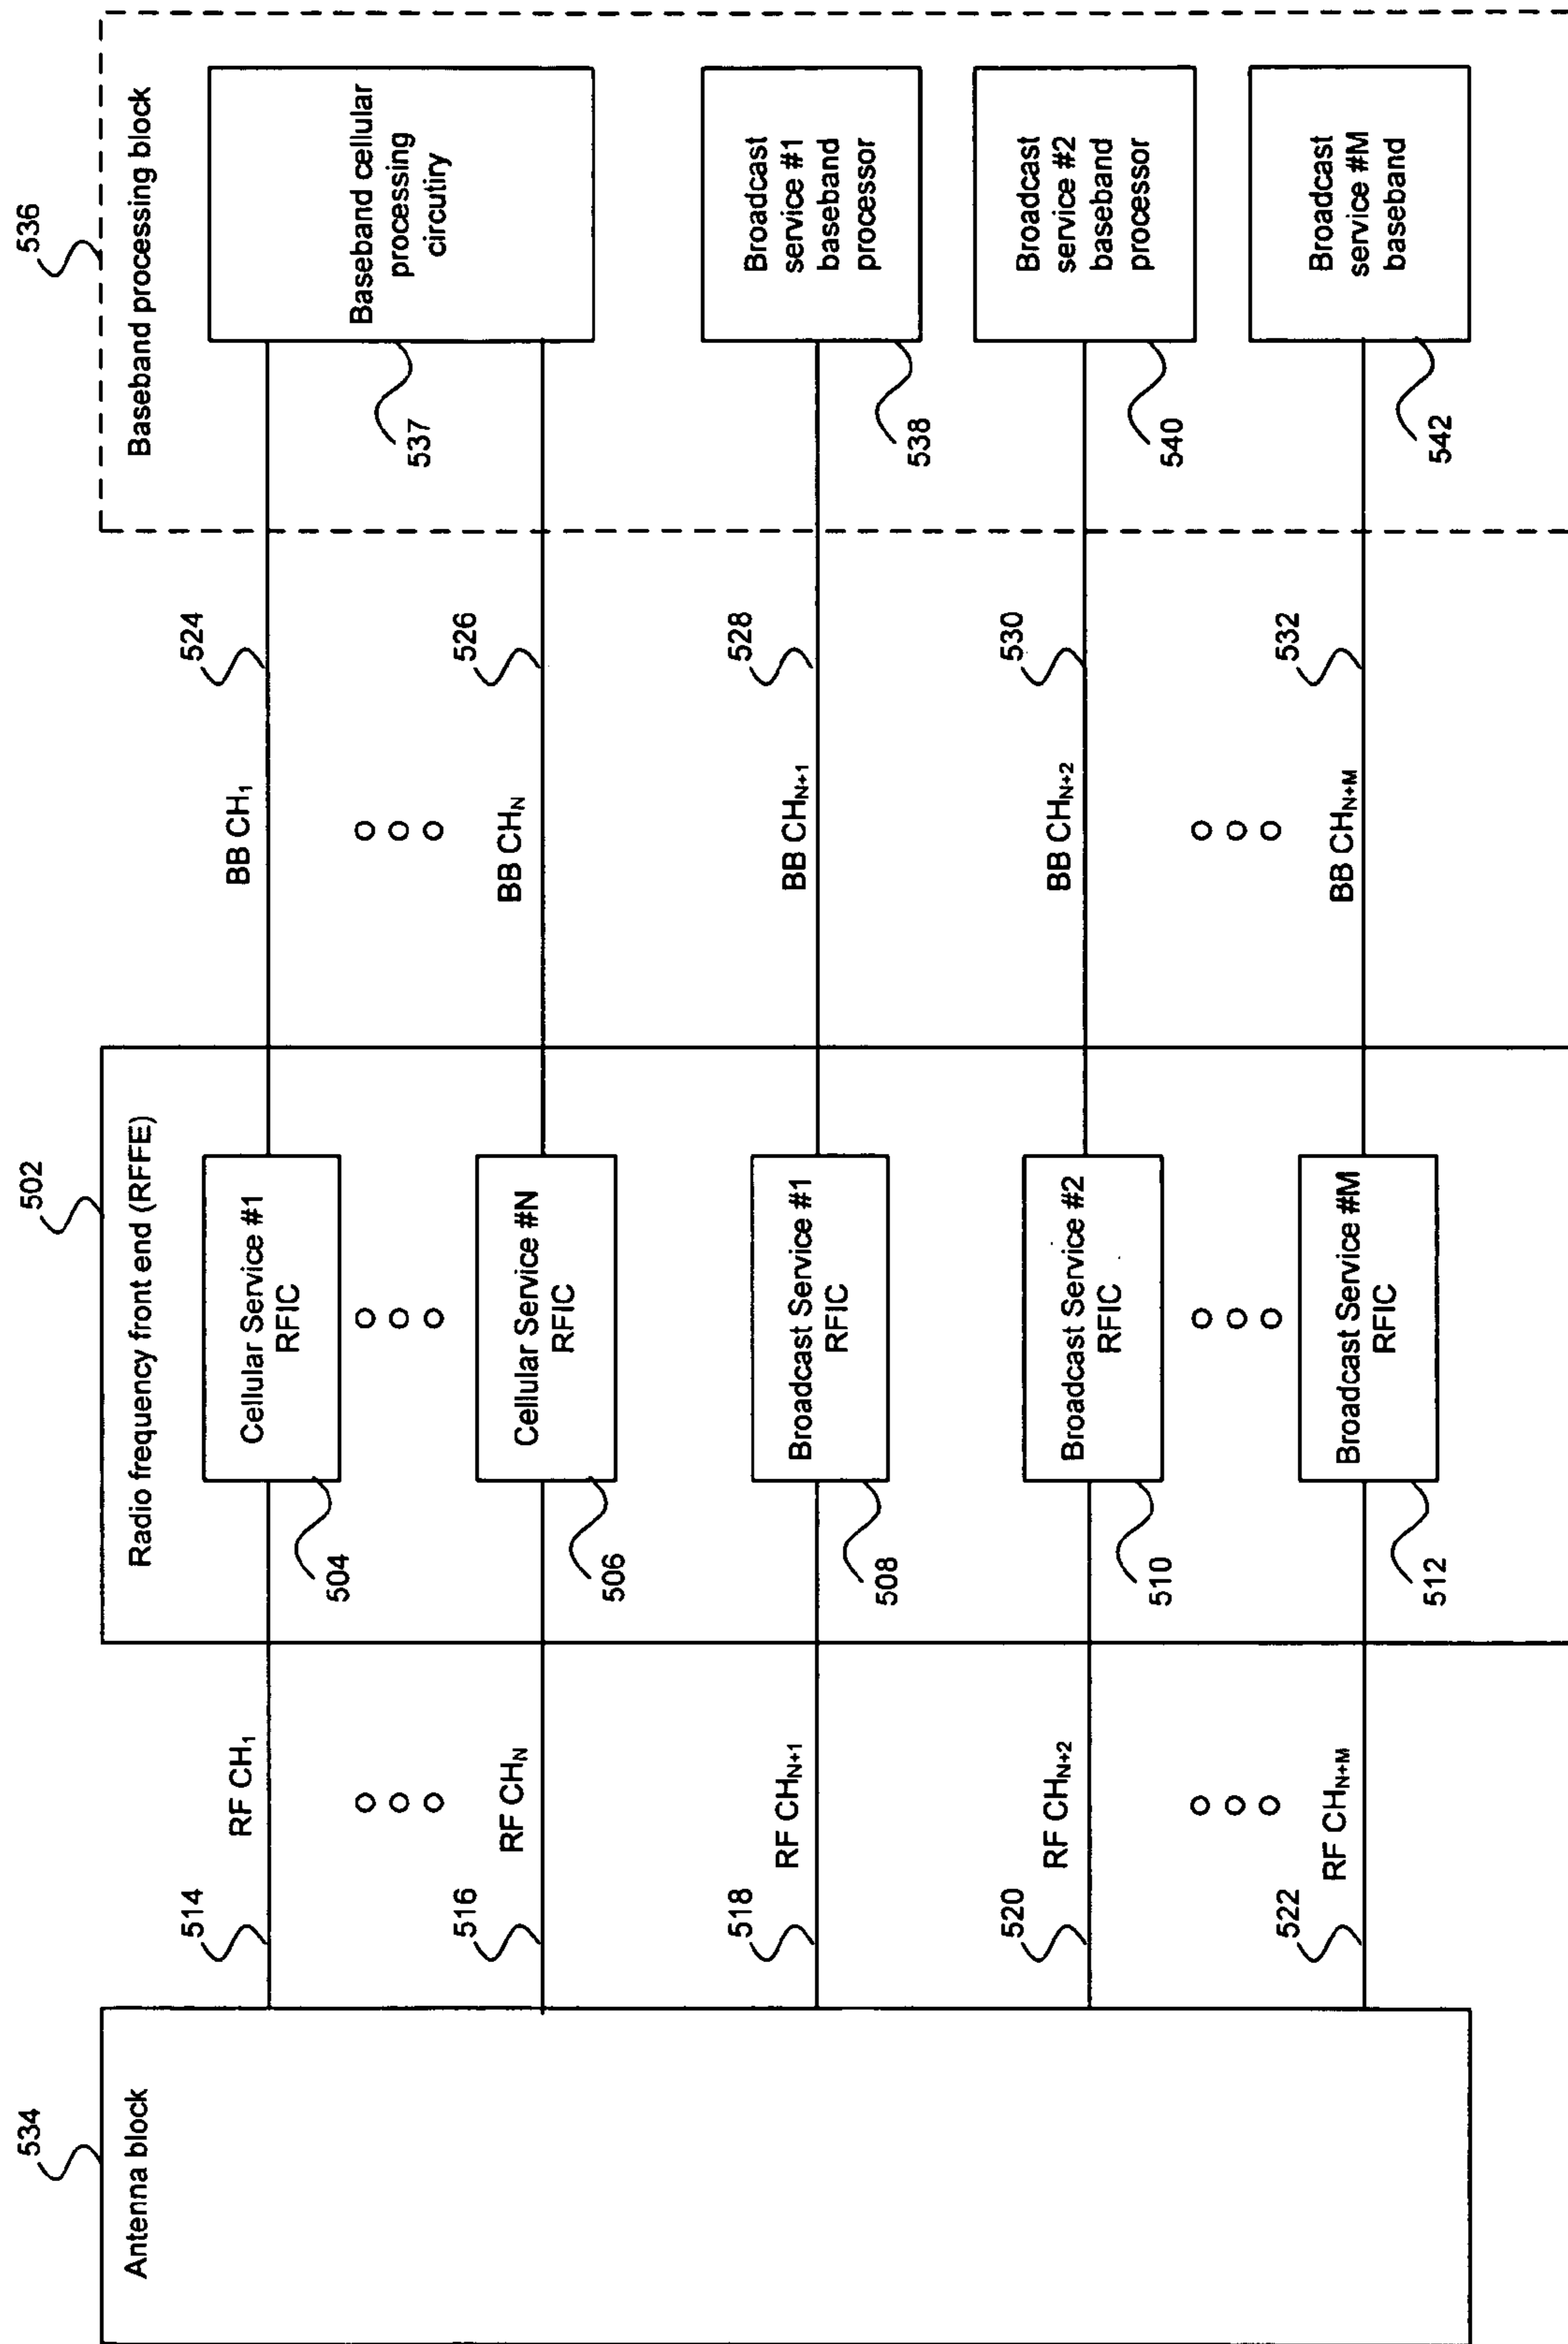 534
Antenna block
514
RF CH1
516
RF CHN
518
RF CHN+1
520
RF CHN+2
522
RF CHN+M
502
Radio frequency front end (RFFE)
Cellular Service #1
RFIC
504
Cellular Service #N
RFIC
506
Broadcast Service #1
RFIC
508
Broadcast Service #2
RFIC
510
Broadcast Service #M
RFIC
512
BB CH1
524
BB CHN
526
BB CHN+1
528
BB CHN+2
530
BB CHN+M
532
536
Baseband processing block
Baseband cellular
processing
circutiry
537
Broadcast
service #1
baseband
processor
538
Broadcast
service #2
baseband
processor
540
Broadcast
service #M
baseband
542